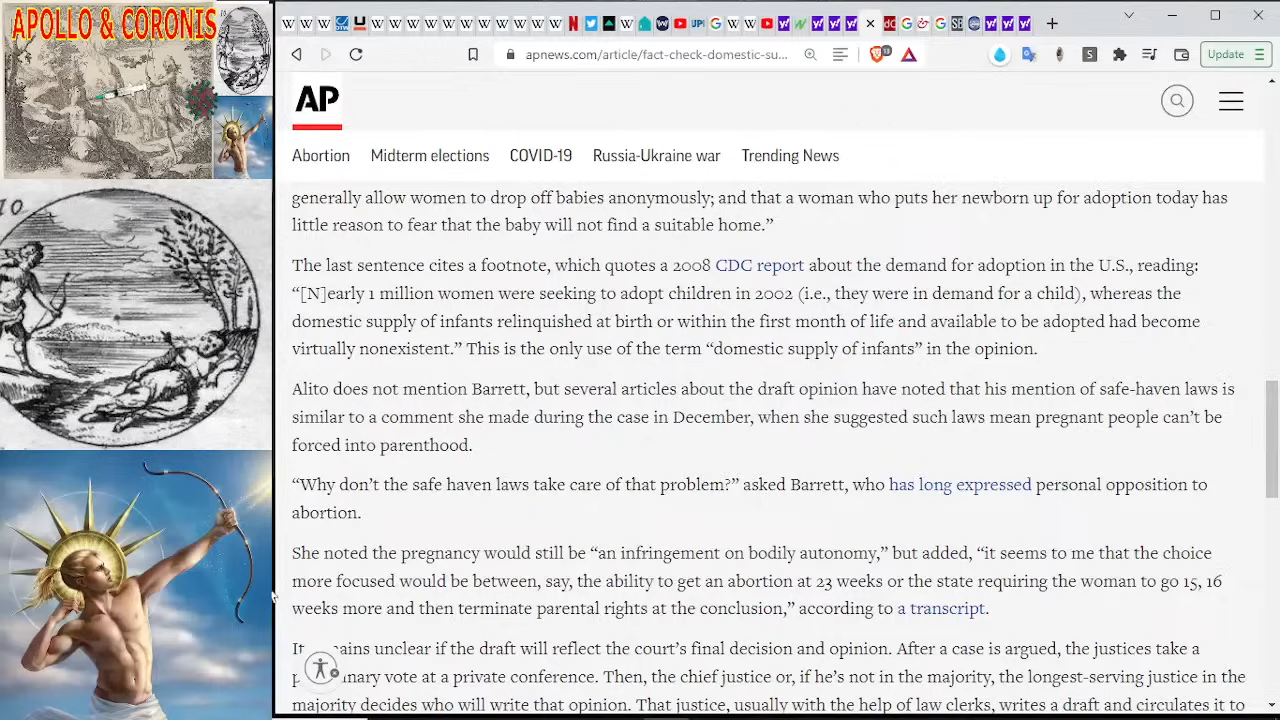 APOLLO & CORONIS
10
apnews.com/article/fact-check-domestic-su...
Update
AP
Abortion Midterm elections COVID-19 Russia-Ukraine war Trending News
generally allow women to drop off babies anonymously; and that a woman who puts her newborn up for adoption today has
little reason to fear that the baby will not find a suitable home.”
The last sentence cites a footnote, which quotes a 2008 CDC report about the demand for adoption in the U.S., reading:
“[N]early 1 million women were seeking to adopt children in 2002 (i.e., they were in demand for a child), whereas the
domestic supply of infants relinquished at birth or within the first month of life and available to be adopted had become
virtually nonexistent.” This is the only use of the term “domestic supply of infants” in the opinion.
Alito does not mention Barrett, but several articles about the draft opinion have noted that his mention of safe-haven laws is
similar to a comment she made during the case in December, when she suggested such laws mean pregnant people can’t be
forced into parenthood.
“Why don’t the safe haven laws take care of that problem?” asked Barrett, who has long expressed personal opposition to
abortion.
She noted the pregnancy would still be “an infringement on bodily autonomy,” but added, “it seems to me that the choice
more focused would be between, say, the ability to get an abortion at 23 weeks or the state requiring the woman to go 15, 16
weeks more and then terminate parental rights at the conclusion,” according to a transcript.
unclear if the draft will reflect the court’s final decision and opinion. After a case is argued, the justices take a
vote at a private conference. Then, the chief justice or, if he’s not in the majority, the longest-serving justice in the
majority decides who will write that opinion. That justice, usually with the help of law clerks, writes a draft and circulates it to